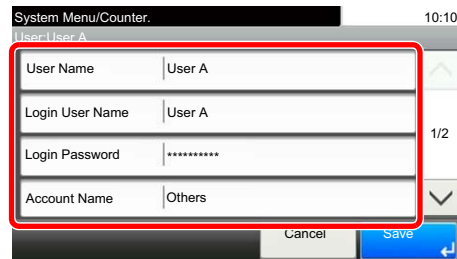 System Menu/Counter. 10:10
User:User A
User Name User A
Login User Name User A
1/2
Login Password **********
Account Name Others
Cancel Save